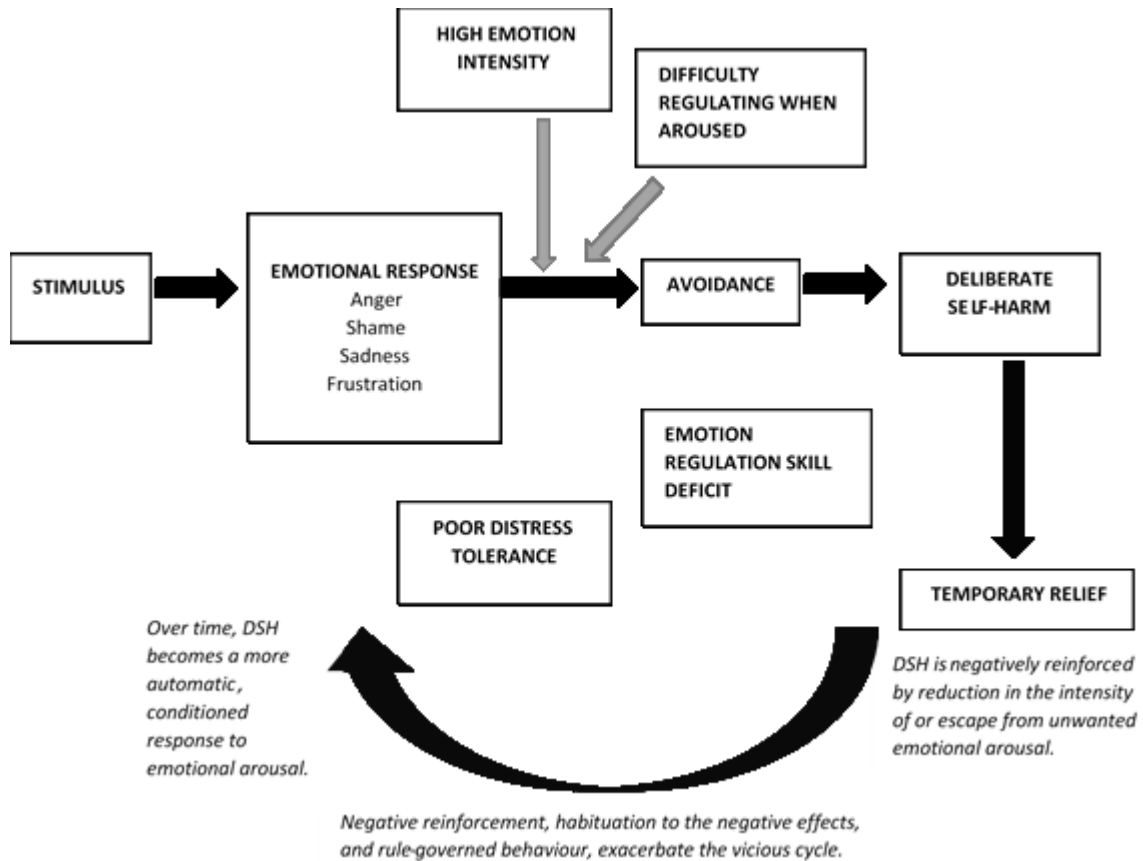 HIGH EMOTION
INTENSITY
DIFFICULTY
REGULATING WHEN
AROUSED
STIMULUS
EMOTIONAL RESPONSE
Anger
Shame
Sadness
Frustration
AVOIDANCE
DELIBERATE
SELF-HARM
EMOTION
REGULATION SKILL
DEFICIT
POOR DISTRESS
TOLERANCE
TEMPORARY RELIEF
Over time, DSH
becomes a more
automatic,
conditioned
response to
emotional arousal.
DSH is negatively reinforced
by reduction in the intensity
of or escape from unwanted
emotional arousal.
Negative reinforcement, habituation to the negative effects,
and rule-governed behaviour, exacerbate the vicious cycle.